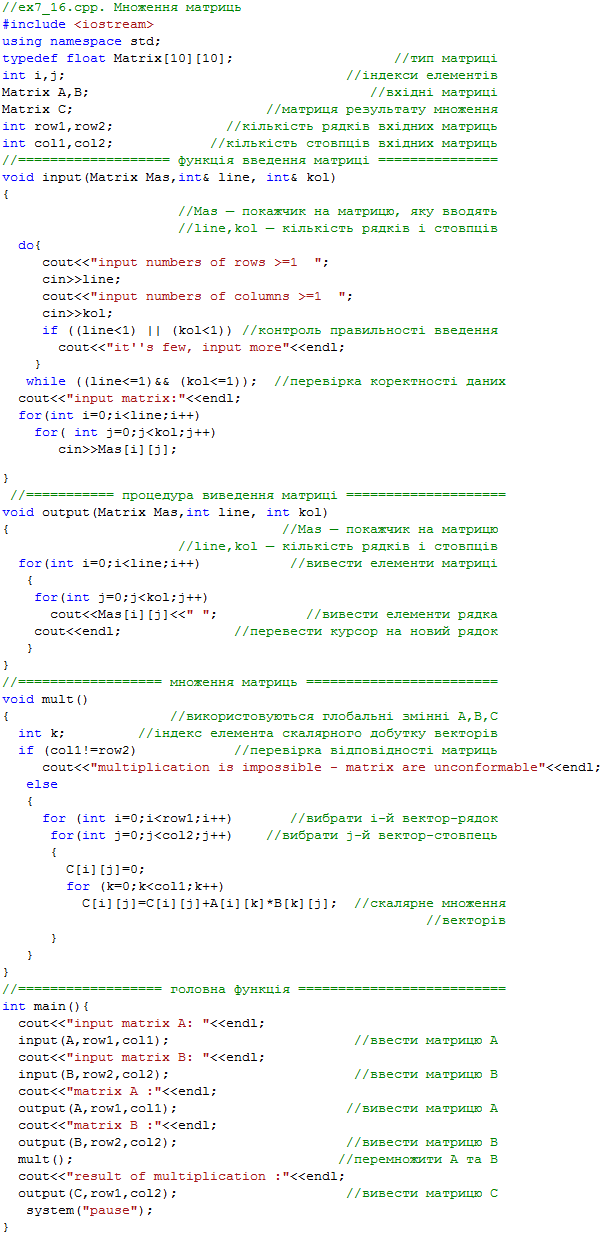 //ex7_16.cpp. Множення матриць
#include <iostream>
using namespace std;
typedef float Matrix[10][10]; //тип матриці
int i,j; //індекси елементів
Matrix A,B; //вхідні матриці
Matrix C; //матриця результату множення
int row1,row2; //кількість рядків вхідних матриць
int col1,col2; //кількість стовпців вхідних матриць
//=================== функція введення матриці ===============
void input(Matrix Mas,int& line, int& kol)
{
//Mas – покажчик на матрицю, яку вводять
//line,kol – кількість рядків і стовпців
do{
cout<<"input numbers of rows >=1  ";
cin>>line;
cout<<"input numbers of columns >=1  ";
cin>>kol;
if ((line<1) || (kol<1)) //контроль правильності введення
cout<<"it''s few, input more"<<endl;
}
while ((line<=1)&& (kol<=1)); //перевірка коректності даних
cout<<"input matrix:"<<endl;
for(int i=0;i<line;i++)
for( int j=0;j<kol;j++)
cin>>Mas[i][j];
}
//=========== процедура виведення матриці ====================
void output(Matrix Mas,int line, int kol)
{ //Mas – покажчик на матрицю
//line,kol – кількість рядків і стовпців
for(int i=0;i<line;i++) //вивести елементи матриці
{
for(int j=0;j<kol;j++)
cout<<Mas[i][j]<<" "; //вивести елементи рядка
cout<<endl; //перевести курсор на новий рядок
}
}
//================== множення матриць ========================
void mult()
{ //використовуються глобальні змінні A,B,C
int k; //індекс елемента скалярного добутку векторів
if (col1!=row2) //перевірка відповідності матриць
cout<<"multiplication is impossible - matrix are unconformable"<<endl;
else
{
for (int i=0;i<row1;i++) //вибрати i-й вектор-рядок
for(int j=0;j<col2;j++) //вибрати j-й вектор-стовпець
{
C[i][j]=0;
for (k=0;k<col1;k++)
C[i][j]=C[i][j]+A[i][k]*B[k][j]; //скалярне множення
//векторів
}
}
}
//================== головна функція ==========================
int main(){
cout<<"input matrix A: "<<endl;
input(A,row1,col1); //ввести матрицю A
cout<<"input matrix B: "<<endl;
input(B,row2,col2); //ввести матрицю B
cout<<"matrix A :"<<endl;
output(A,row1,col1); //вивести матрицю A
cout<<"matrix B :"<<endl;
output(B,row2,col2); //вивести матрицю B
mult(); //перемножити A та B
cout<<"result of multiplication :"<<endl;
output(C,row1,col2); //вивести матрицю C
system("pause");
}